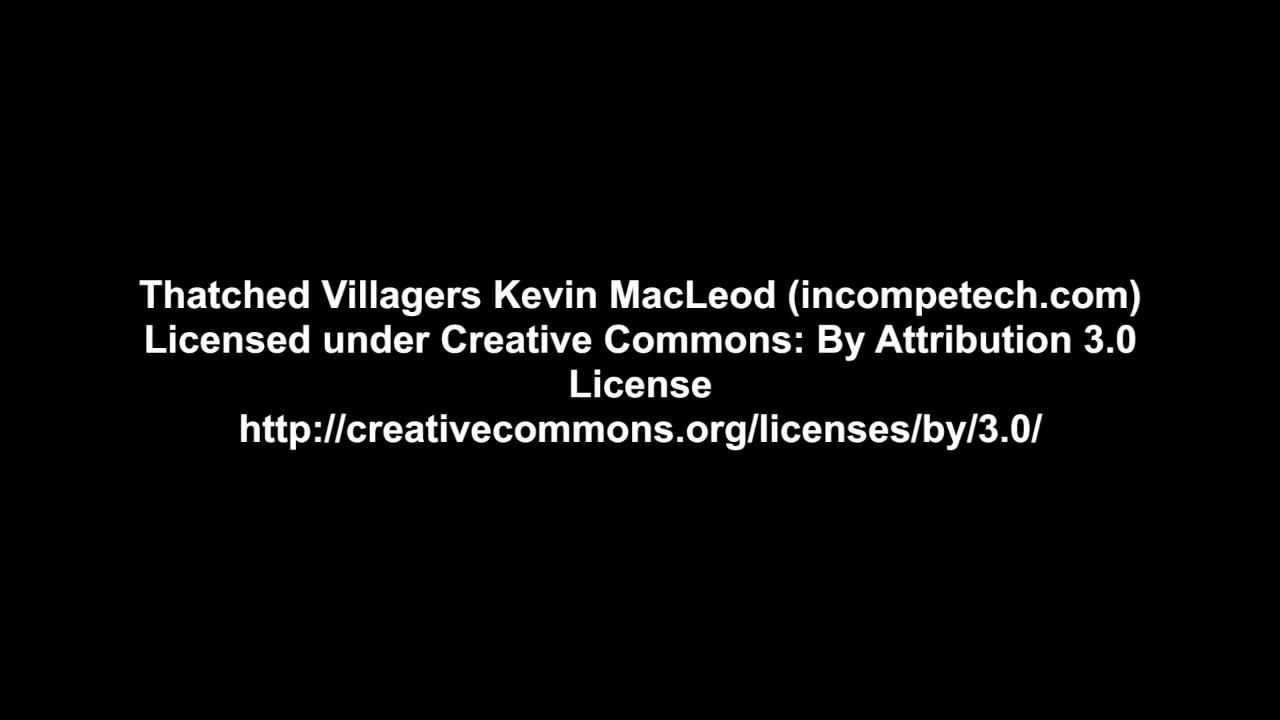 Thatched Villagers Kevin MacLeod (incompetech.com)
Licensed under Creative Commons: By Attribution 3.0
License
http://creativecommons.org/licenses/by/3.0/